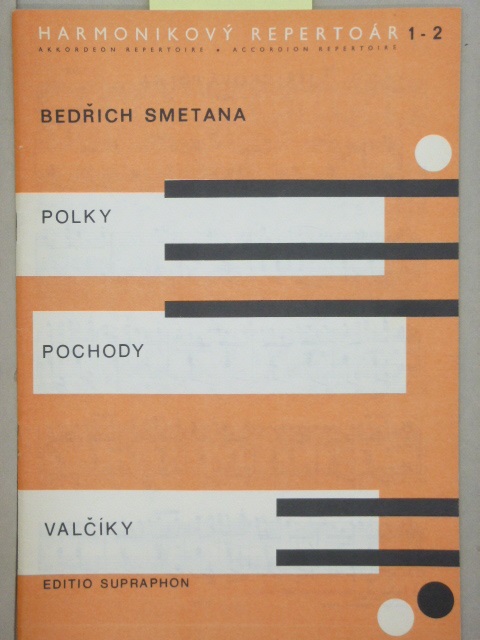 HARMONIKOVÝ REPERTOÁR 1-2
AKKORDEON REPERTOIRE • ACCORDION REPERTOIRE
BEDŘICH SMETANA
POLKY
POCHODY
VALČÍKY
EDITIO SUPRAPHON